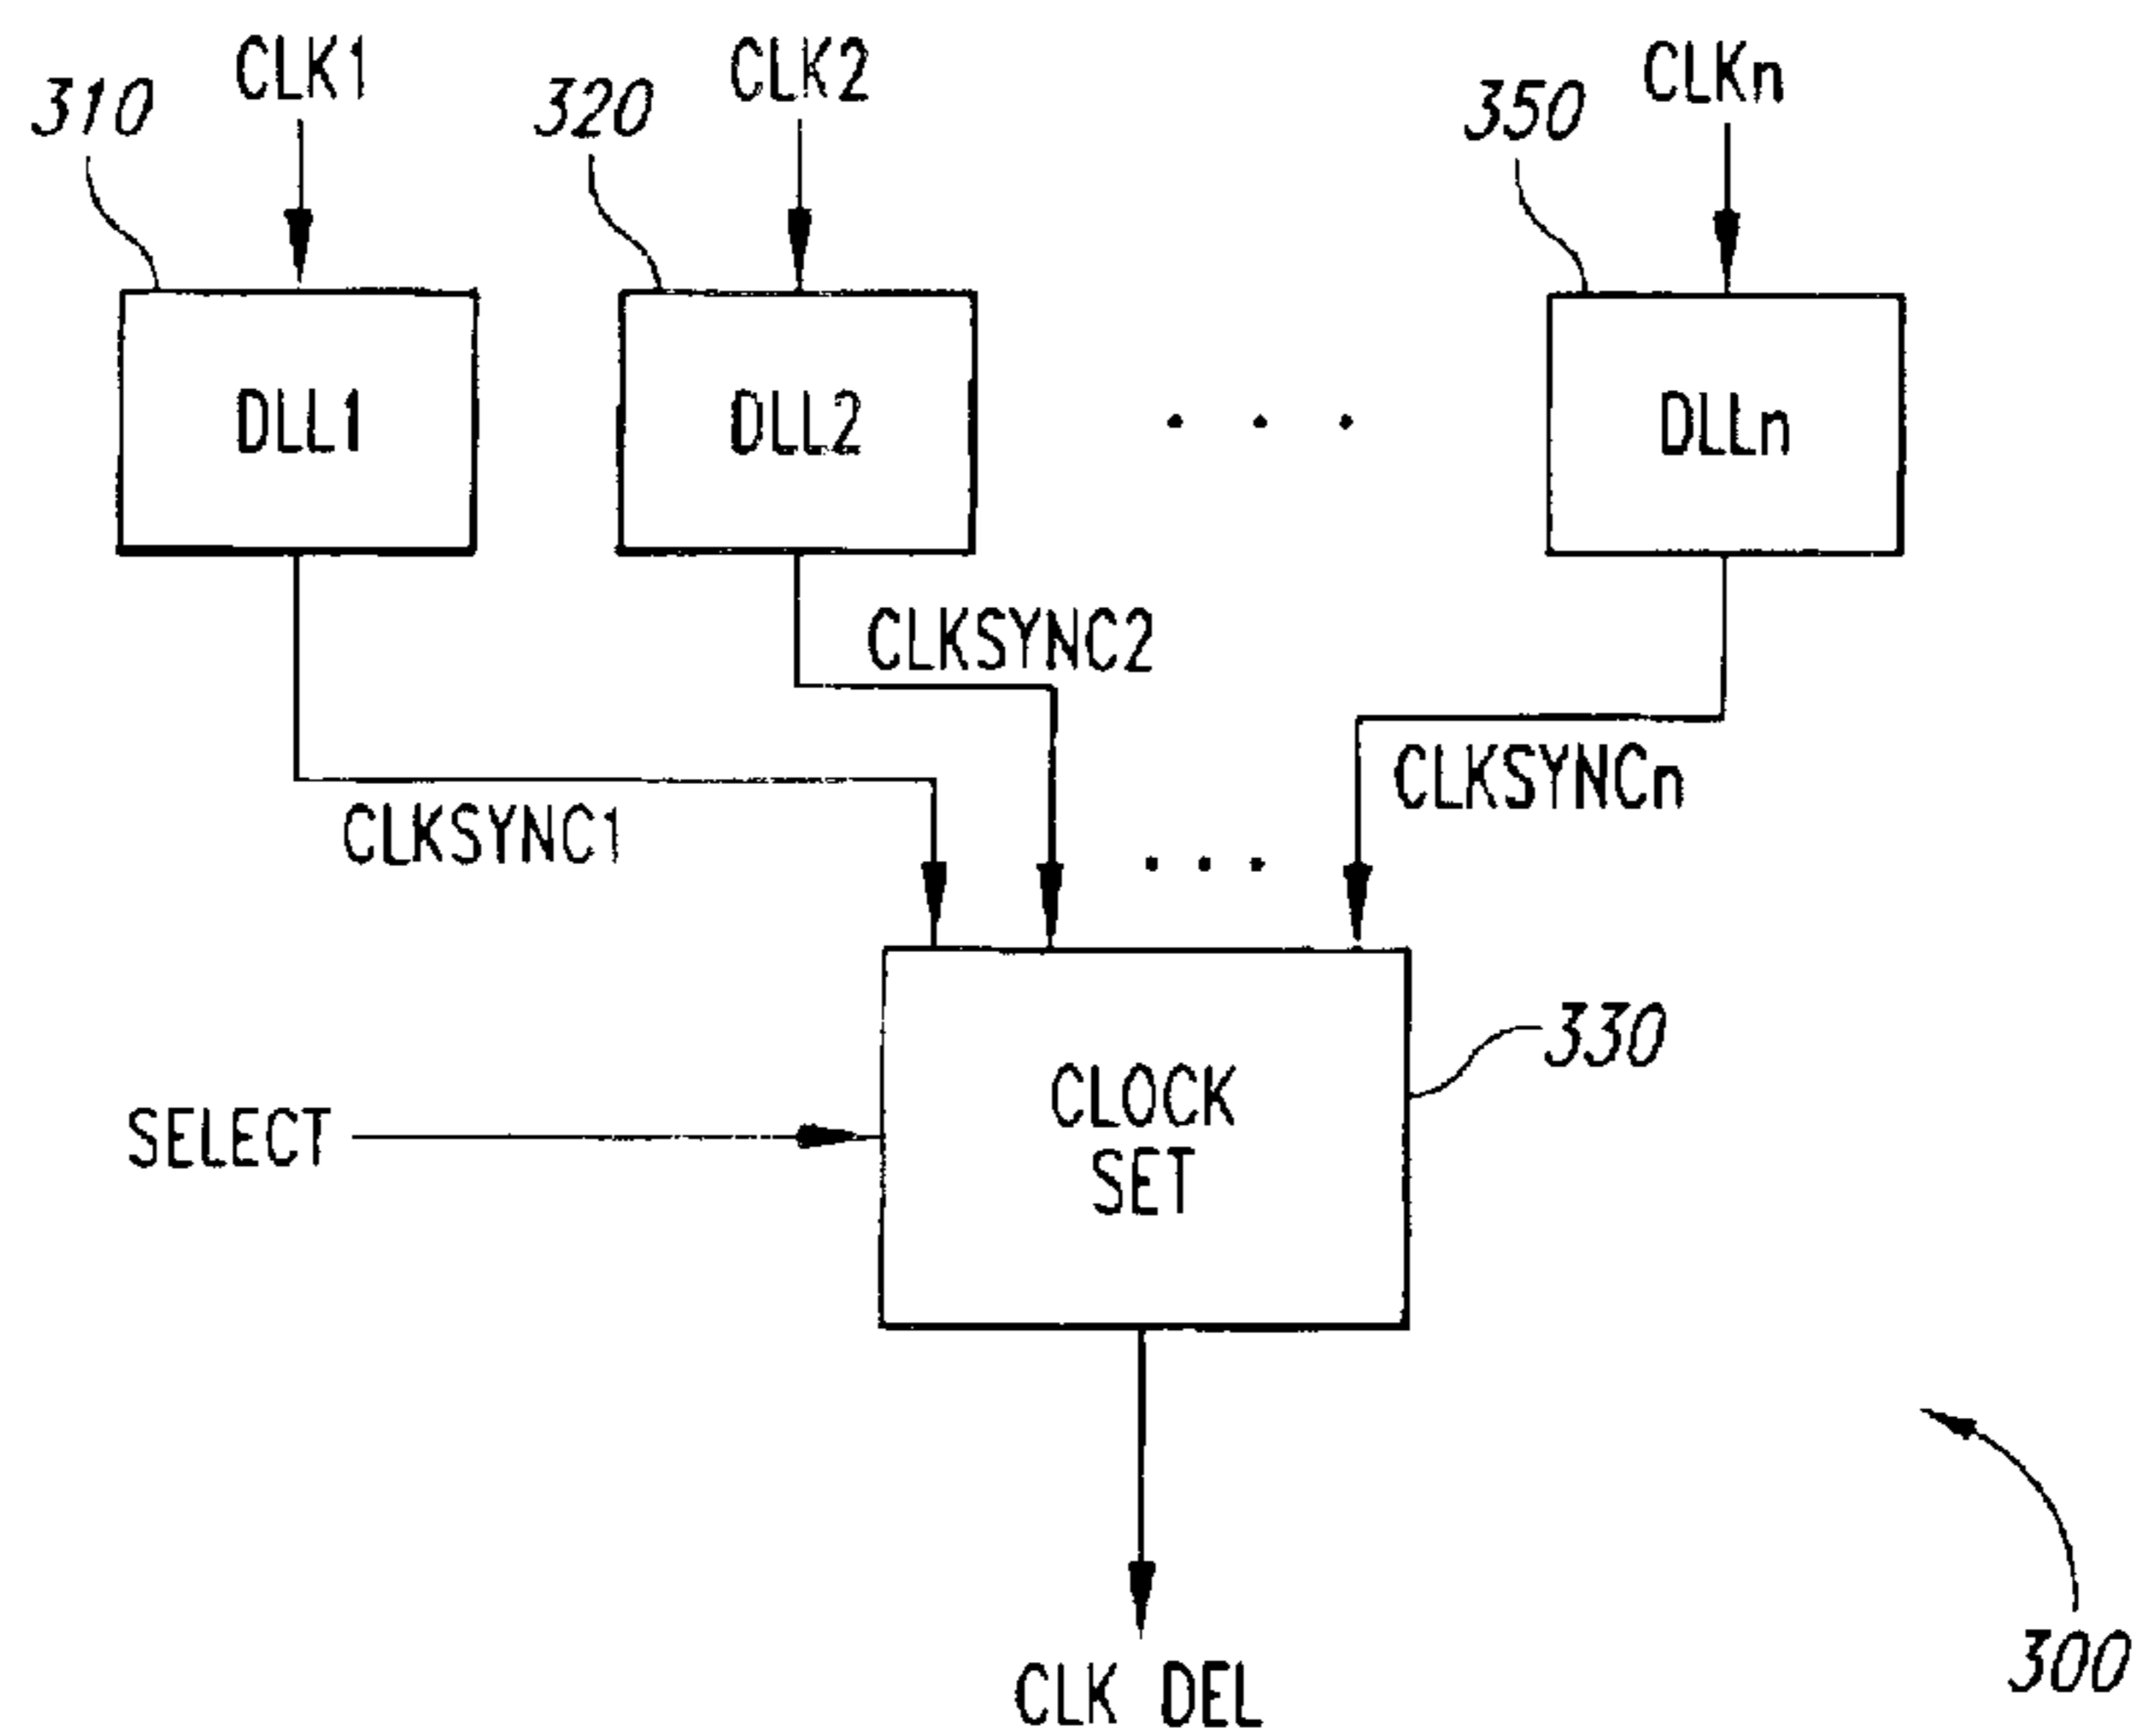 CLK1
CLK2
CLKn
310
320
350
DLL1
DLL2
. . .
DLLn
CLKSYNC2
CLKSYNCn
CLKSYNC1
. . .
330
CLOCK
SET
SELECT
300
CLK DEL